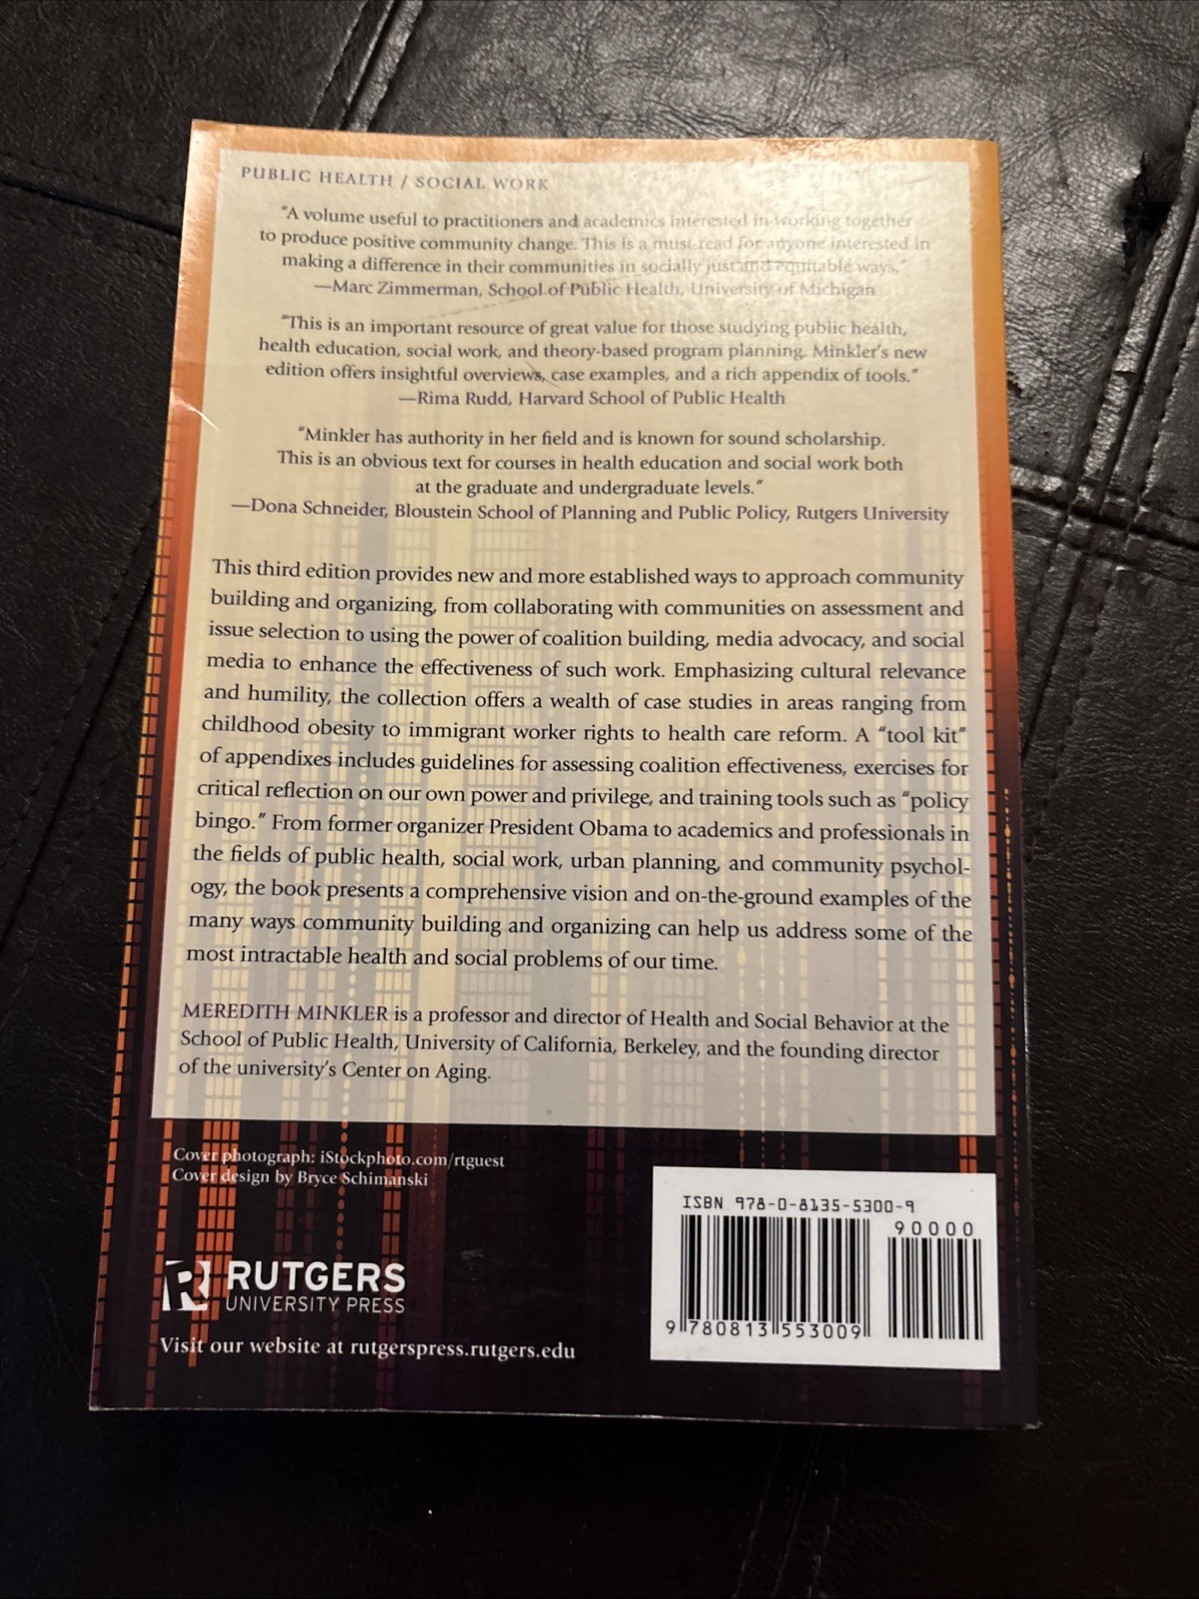 PUBLIC HEALTH / SOCIAL WORK
"A volume useful to practitioners and academics interested in working together
to produce positive community change. This is a must-read for anyone interested in
making a difference in their communities in socially just and equitable ways."
—Marc Zimmerman, School of Public Health, University of Michigan
"This is an important resource of great value for those studying public health,
health education, social work, and theory-based program planning. Minkler's new
edition offers insightful overviews, case examples, and a rich appendix of tools."
—Rima Rudd, Harvard School of Public Health
"Minkler has authority in her field and is known for sound scholarship.
This is an obvious text for courses in health education and social work both
at the graduate and undergraduate levels."
—Dona Schneider, Bloustein School of Planning and Public Policy, Rutgers University
This third edition provides new and more established ways to approach community
building and organizing, from collaborating with communities on assessment and
issue selection to using the power of coalition building, media advocacy, and social
media to enhance the effectiveness of such work. Emphasizing cultural relevance
and humility, the collection offers a wealth of case studies in areas ranging from
childhood obesity to immigrant worker rights to health care reform. A "tool kit"
of appendixes includes guidelines for assessing coalition effectiveness, exercises for
critical reflection on our own power and privilege, and training tools such as "policy
bingo." From former organizer President Obama to academics and professionals in
the fields of public health, social work, urban planning, and community psychol-
ogy, the book presents a comprehensive vision and on-the-ground examples of the
many ways community building and organizing can help us address some of the
most intractable health and social problems of our time.
MEREDITH MINKLER is a professor and director of Health and Social Behavior at the
School of Public Health, University of California, Berkeley, and the founding director
of the university's Center on Aging.
Cover photograph: iStockphoto.com/rtguest
Cover design by Bryce Schimanski
R RUTGERS
UNIVERSITY PRESS
Visit our website at rutgerspress.rutgers.edu
ISBN 978-0-8135-5300-9
90000
9 780813 553009